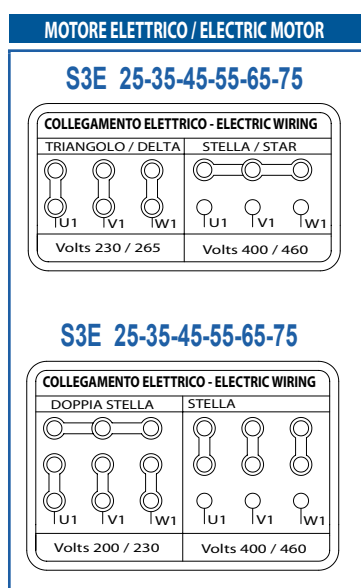 MOTORE ELETTRICO / ELECTRIC MOTOR
S3E 25-35-45-55-65-75
COLLEGAMENTO ELETTRICO - ELECTRIC WIRING
TRIANGOLO / DELTA STELLA / STAR
U1 V1 W1 U1 V1 W1
Volts 230 / 265 Volts 400 / 460
S3E 25-35-45-55-65-75
COLLEGAMENTO ELETTRICO - ELECTRIC WIRING
DOPPIA STELLA STELLA
U1 V1 W1 U1 V1 W1
Volts 200 / 230 Volts 400 / 460